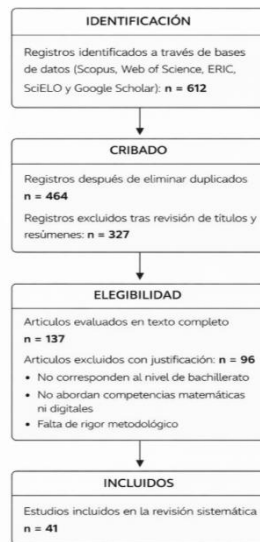 IDENTIFICACIÓN
Registros identificados a través de bases
de datos (Scopus, Web of Science, ERIC,
SciELO y Google Scholar): n = 612
CRIBADO
Registros después de eliminar duplicados
n = 464
Registros excluidos tras revisión de títulos y
resúmenes: n = 327
ELEGIBILIDAD
Artículos evaluados en texto completo
n = 137
Artículos excluidos con justificación: n = 96
• No corresponden al nivel de bachillerato
• No abordan competencias matemáticas
ni digitales
• Falta de rigor metodológico
INCLUIDOS
Estudios incluidos en la revisión sistemática
n = 41